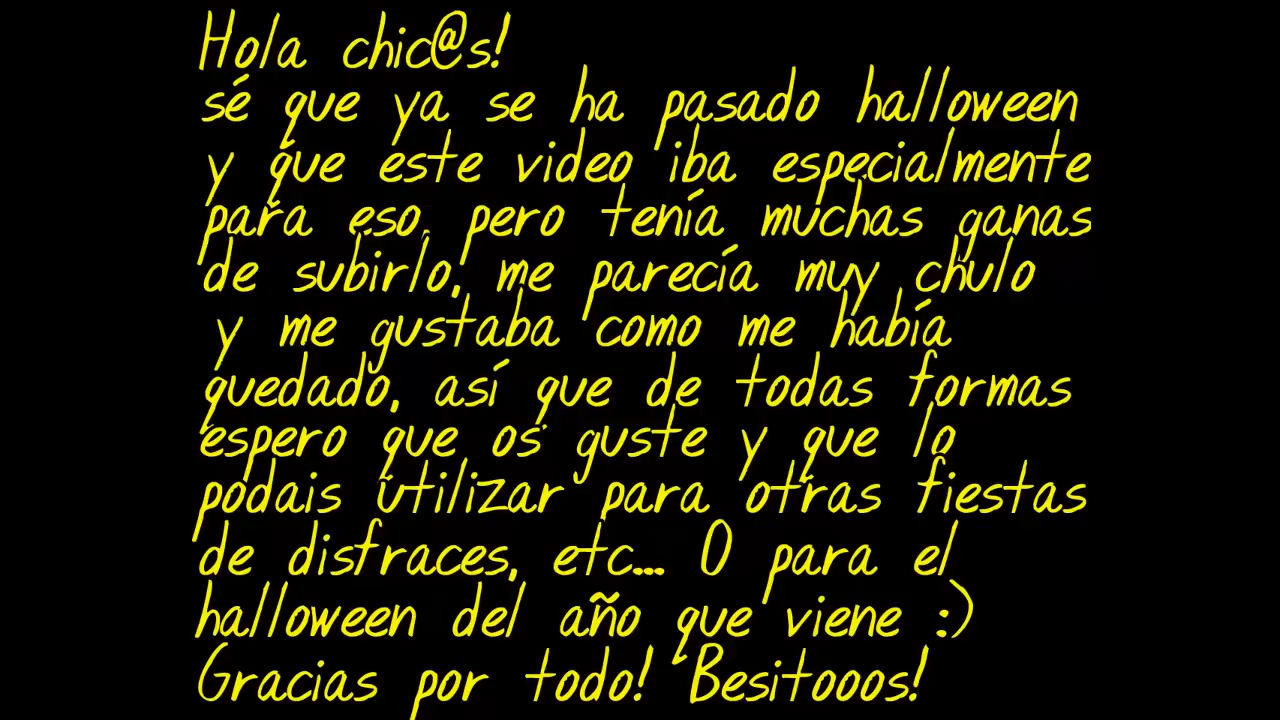 Hola chic@s!
sé que ya se ha pasado halloween
y que este video iba especialmente
para eso, pero tenía muchas ganas
de subirlo, me parecía muy chulo
y me gustaba como me había
quedado, así que de todas formas
espero que os guste y que lo
podais utilizar para otras fiestas
de disfraces, etc... O para el
halloween del año que viene :)
Gracias por todo! Besitooos!